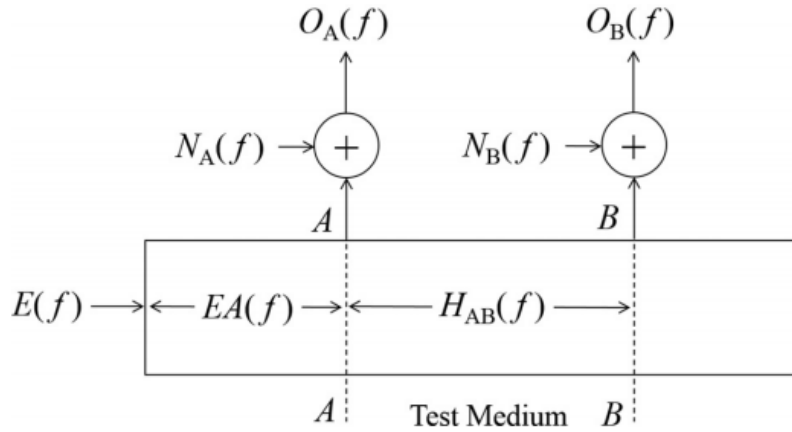 O_A(f) O_B(f)
N_A(f) + N_B(f) +
A B
E(f) EA(f) H_AB(f)
A Test Medium B